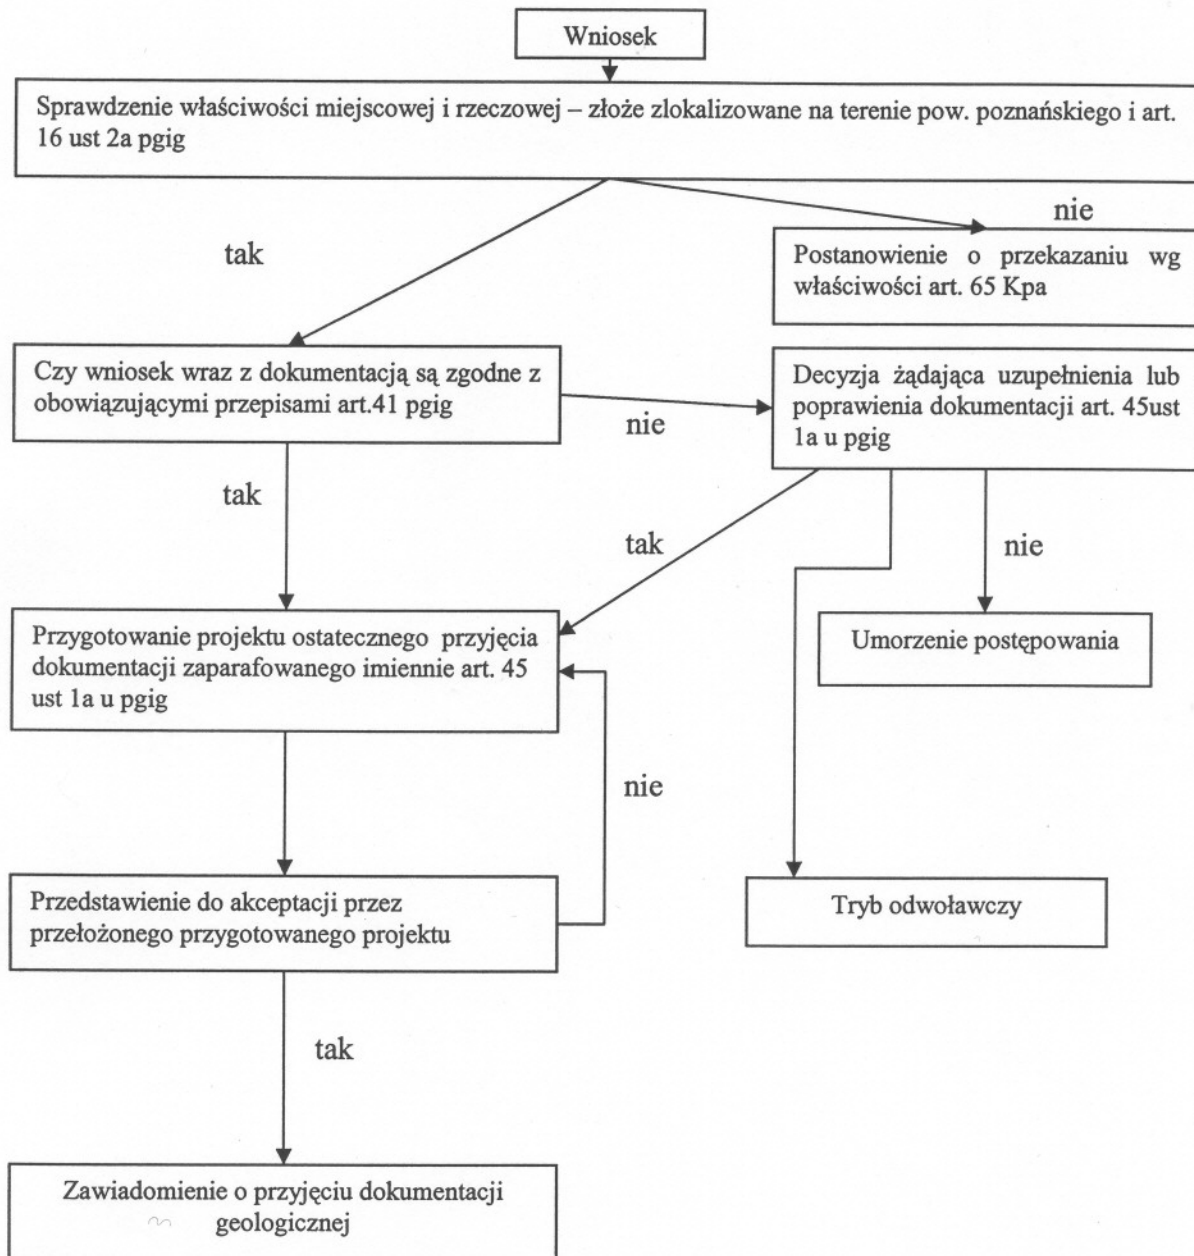 Wniosek
Sprawdzenie właściwości miejscowej i rzeczowej – złoże zlokalizowane na terenie pow. poznańskiego i art.
16 ust 2a pgig
nie
tak
Postanowienie o przekazaniu wg
właściwości art. 65 Kpa
Czy wniosek wraz z dokumentacją są zgodne z
obowiązującymi przepisami art.41 pgig
nie
Decyzja żądająca uzupełnienia lub
poprawienia dokumentacji art. 45ust
1a u pgig
tak
tak
nie
Przygotowanie projektu ostatecznego przyjęcia
dokumentacji zaparafowanego imiennie art. 45
ust 1a u pgig
Umorzenie postępowania
nie
Przedstawienie do akceptacji przez
przełożonego przygotowanego projektu
Tryb odwoławczy
tak
Zawiadomienie o przyjęciu dokumentacji
geologicznej